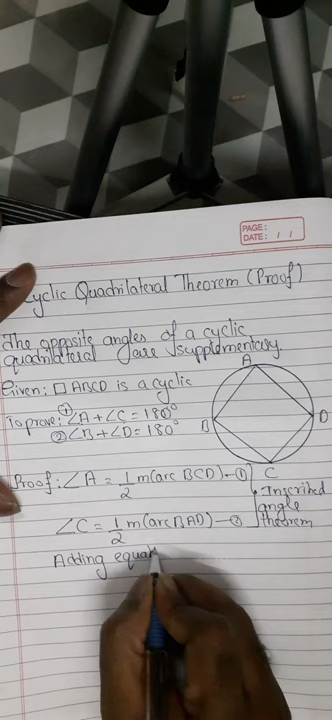 PAGE:
DATE: / /
yclic Quadrilateral Theorem (Proof)
The opposite angles of a cyclic
quadrilateral are supplementary.
Given: □ ABCD is a cyclic
To prove: ① ∠A + ∠C = 180°
② ∠B + ∠D = 180°
A
B
D
C
Proof: ∠A = 1/2 m(arc BCD) - ①
∠C = 1/2 m(arc BAD) - ②
Inscribed
angle
theorem
Adding equa